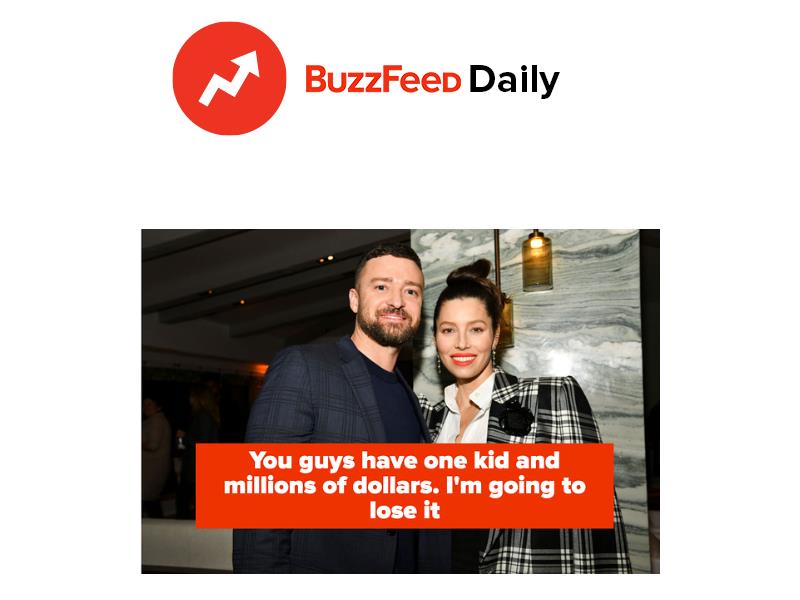 BuzzFeed Daily
You guys have one kid and
millions of dollars. I'm going to
lose it